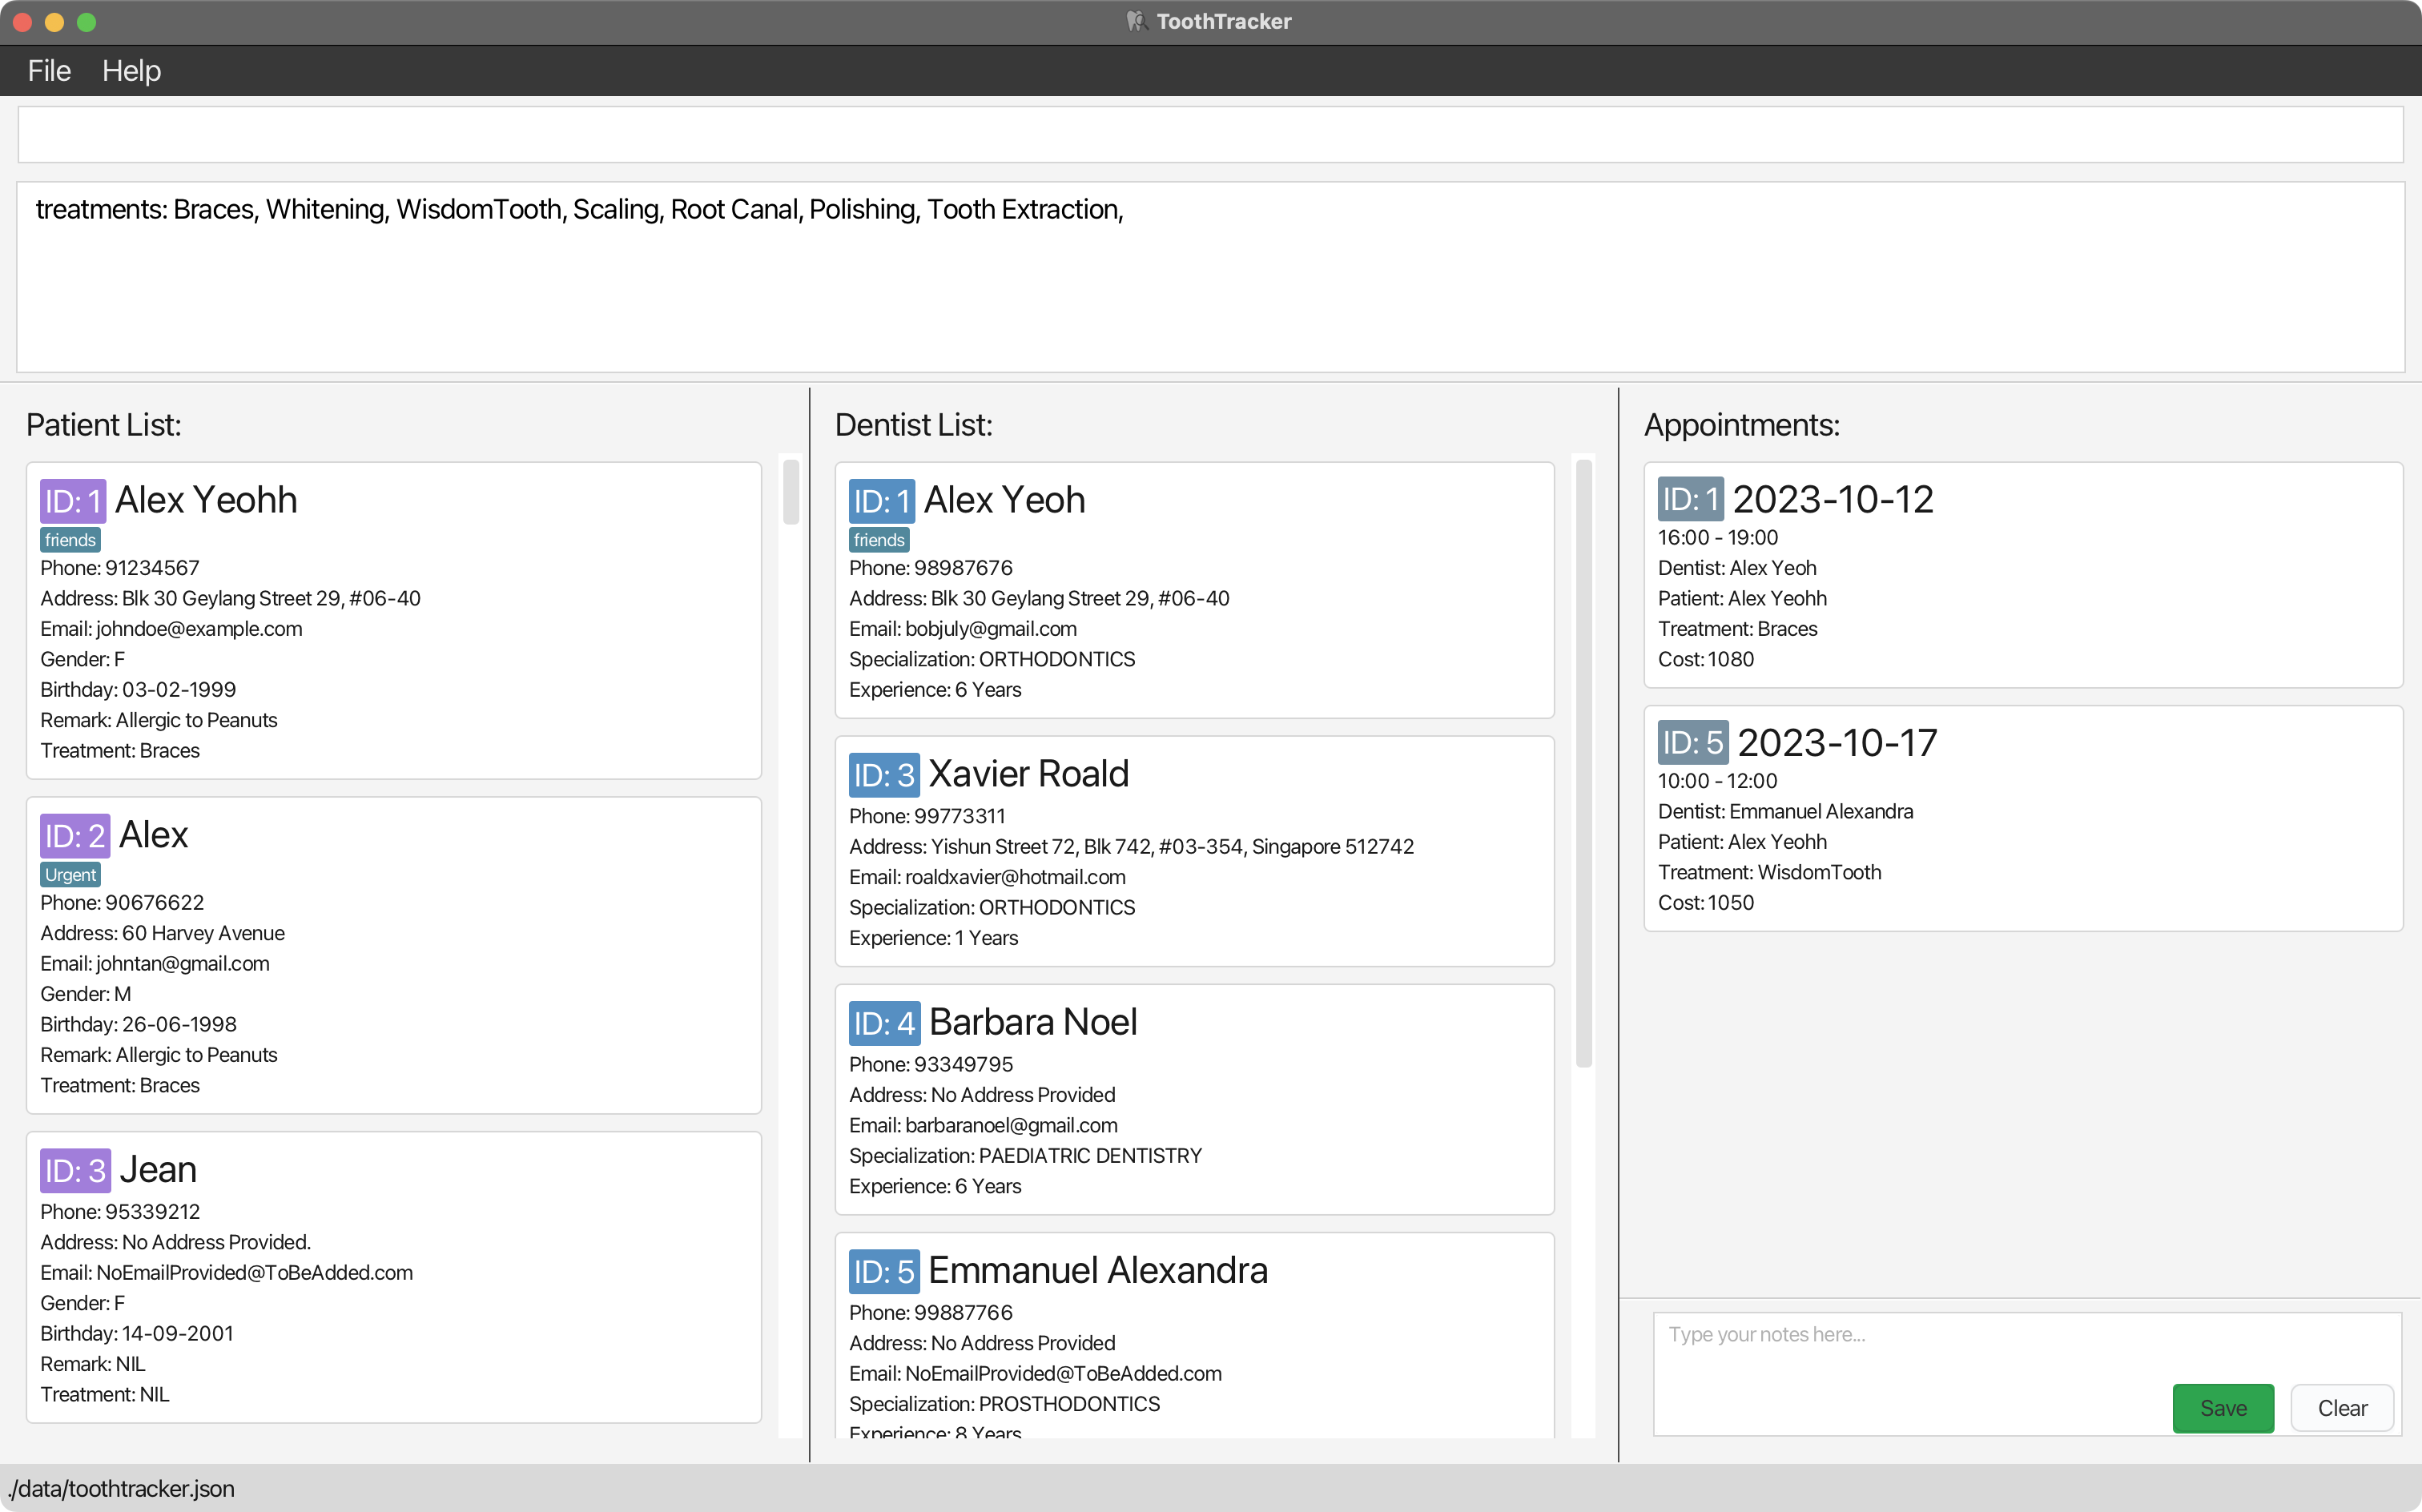 ToothTracker
File Help
treatments: Braces, Whitening, WisdomTooth, Scaling, Root Canal, Polishing, Tooth Extraction,
Patient List:
ID: 1 Alex Yeohh
friends
Phone: 91234567
Address: Blk 30 Geylang Street 29, #06-40
Email: johndoe@example.com
Gender: F
Birthday: 03-02-1999
Remark: Allergic to Peanuts
Treatment: Braces
ID: 2 Alex
Urgent
Phone: 90676622
Address: 60 Harvey Avenue
Email: johntan@gmail.com
Gender: M
Birthday: 26-06-1998
Remark: Allergic to Peanuts
Treatment: Braces
ID: 3 Jean
Phone: 95339212
Address: No Address Provided.
Email: NoEmailProvided@ToBeAdded.com
Gender: F
Birthday: 14-09-2001
Remark: NIL
Treatment: NIL
Dentist List:
ID: 1 Alex Yeoh
friends
Phone: 98987676
Address: Blk 30 Geylang Street 29, #06-40
Email: bobjuly@gmail.com
Specialization: ORTHODONTICS
Experience: 6 Years
ID: 3 Xavier Roald
Phone: 99773311
Address: Yishun Street 72, Blk 742, #03-354, Singapore 512742
Email: roaldxavier@hotmail.com
Specialization: ORTHODONTICS
Experience: 1 Years
ID: 4 Barbara Noel
Phone: 93349795
Address: No Address Provided
Email: barbaranoel@gmail.com
Specialization: PAEDIATRIC DENTISTRY
Experience: 6 Years
ID: 5 Emmanuel Alexandra
Phone: 99887766
Address: No Address Provided
Email: NoEmailProvided@ToBeAdded.com
Specialization: PROSTHODONTICS
Experience: 8 Years
Appointments:
ID: 1 2023-10-12
16:00 - 19:00
Dentist: Alex Yeoh
Patient: Alex Yeohh
Treatment: Braces
Cost: 1080
ID: 5 2023-10-17
10:00 - 12:00
Dentist: Emmanuel Alexandra
Patient: Alex Yeohh
Treatment: WisdomTooth
Cost: 1050
Type your notes here...
Save Clear
./data/toothtracker.json